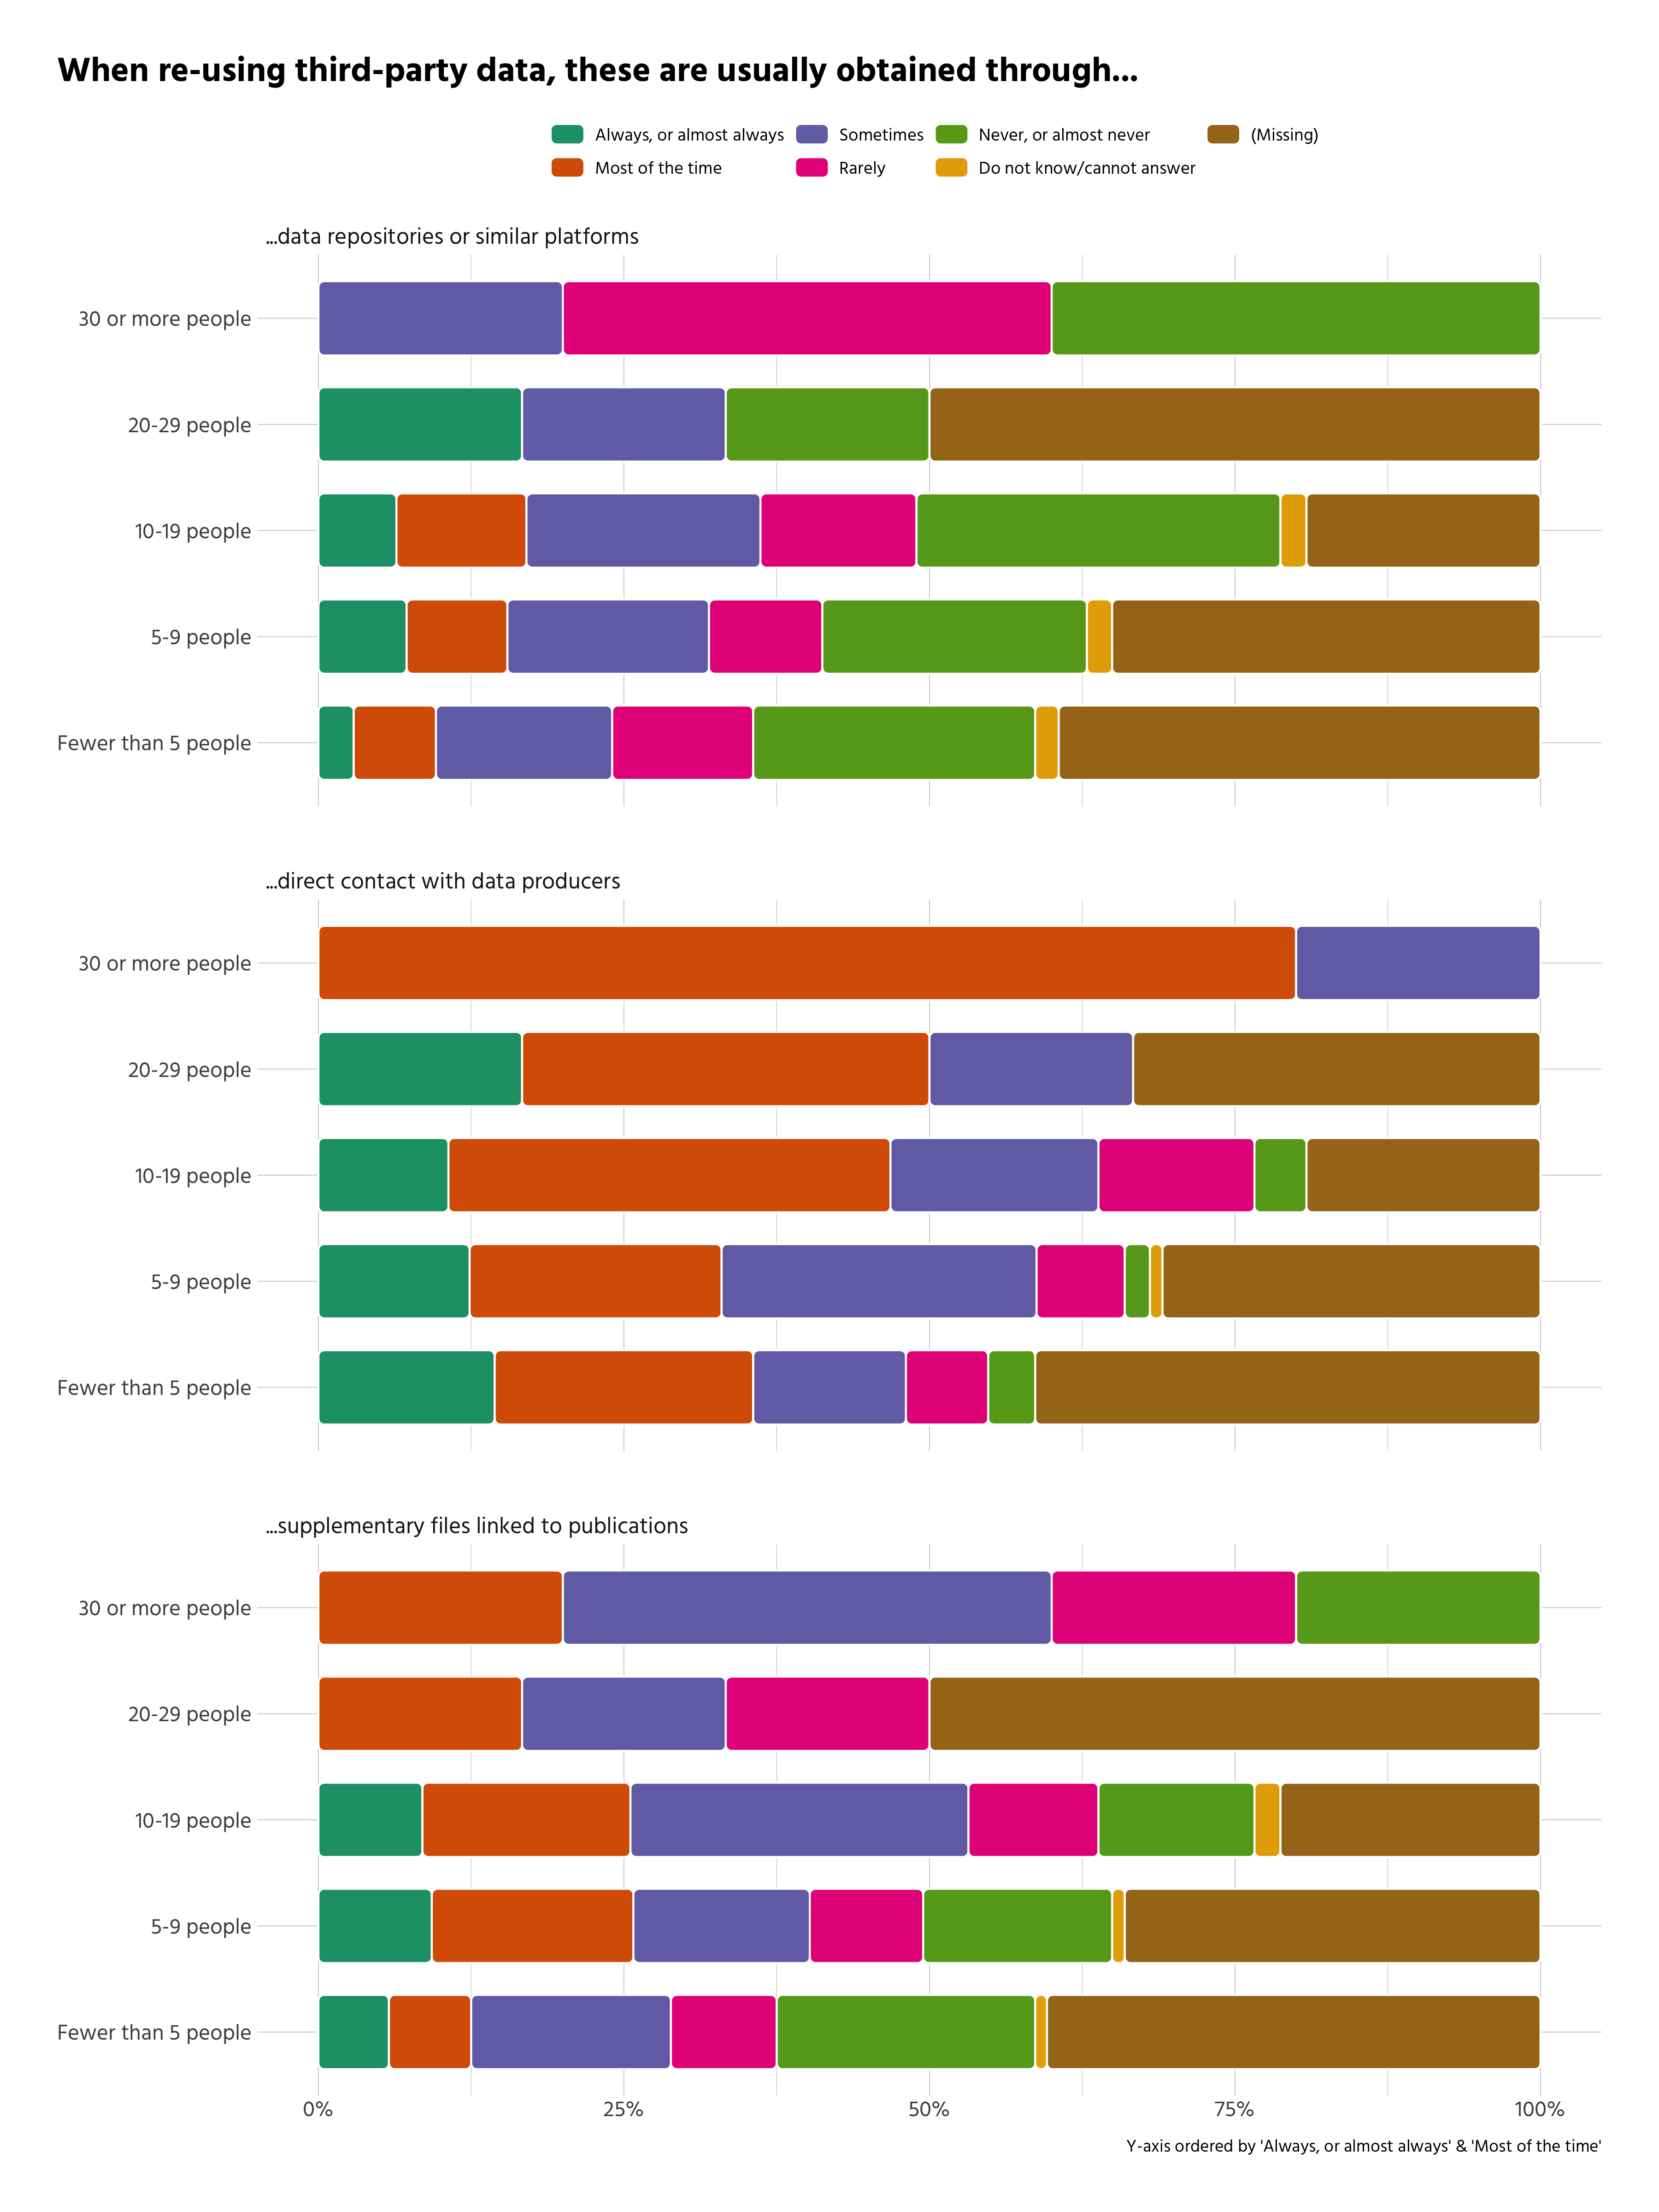 When re-using third-party data, these are usually obtained through...
Always, or almost always Sometimes Never, or almost never (Missing)
Most of the time Rarely Do not know/cannot answer
...data repositories or similar platforms
30 or more people
20-29 people
10-19 people
5-9 people
Fewer than 5 people
...direct contact with data producers
30 or more people
20-29 people
10-19 people
5-9 people
Fewer than 5 people
...supplementary files linked to publications
30 or more people
20-29 people
10-19 people
5-9 people
Fewer than 5 people
0% 25% 50% 75% 100%
Y-axis ordered by 'Always, or almost always' & 'Most of the time'